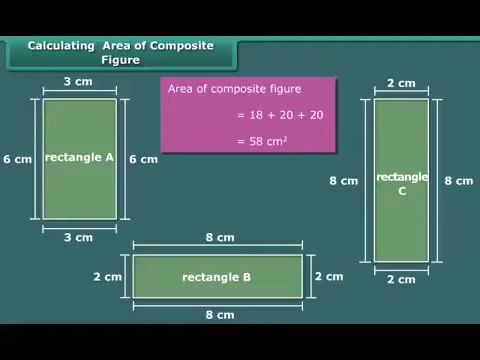 Calculating Area of Composite
Figure
3 cm
6 cm
rectangle A
6 cm
3 cm
Area of composite figure
= 18 + 20 + 20
= 58 cm²
2 cm
8 cm
rectangle
C
8 cm
2 cm
8 cm
2 cm
rectangle B
2 cm
8 cm